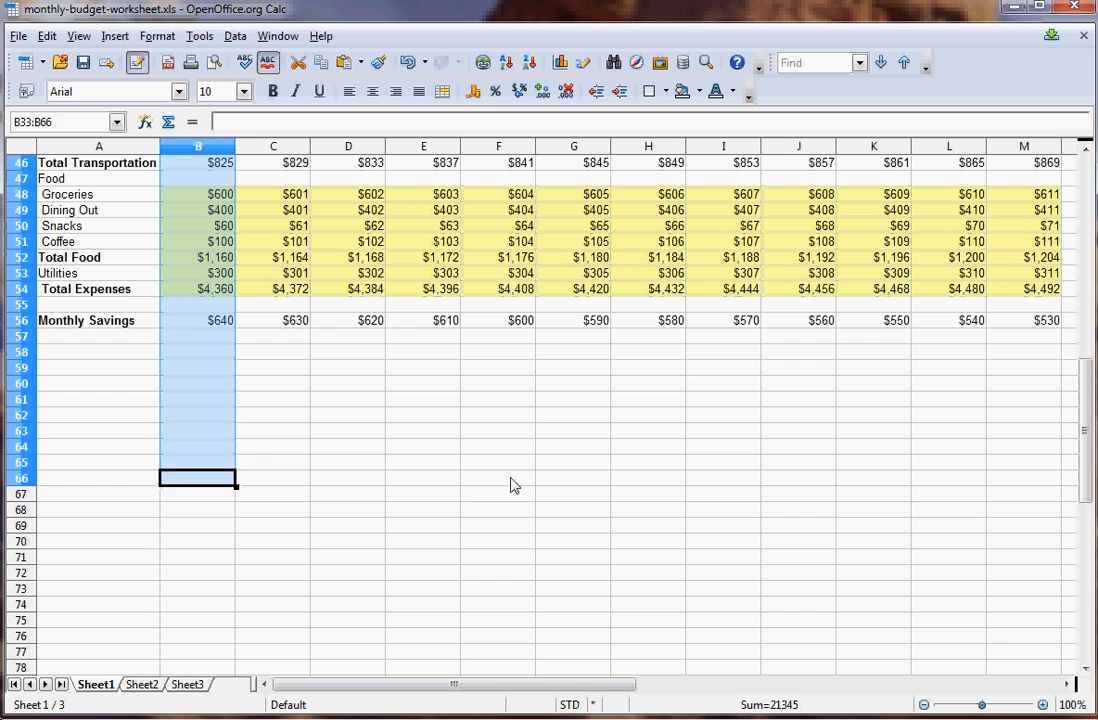 monthly-budget-worksheet.xls - OpenOffice.org Calc
File Edit View Insert Format Tools Data Window Help
ABC ABC Find
Arial 10 B I U A
B33:B66
A B C D E F G H I J K L M
46 Total Transportation $825 $829 $833 $837 $841 $845 $849 $853 $857 $861 $865 $869
47 Food
48 Groceries $600 $601 $602 $603 $604 $605 $606 $607 $608 $609 $610 $611
49 Dining Out $400 $401 $402 $403 $404 $405 $406 $407 $408 $409 $410 $411
50 Snacks $60 $61 $62 $63 $64 $65 $66 $67 $68 $69 $70 $71
51 Coffee $100 $101 $102 $103 $104 $105 $106 $107 $108 $109 $110 $111
52 Total Food $1,160 $1,164 $1,168 $1,172 $1,176 $1,180 $1,184 $1,188 $1,192 $1,196 $1,200 $1,204
53 Utilities $300 $301 $302 $303 $304 $305 $306 $307 $308 $309 $310 $311
54 Total Expenses $4,360 $4,372 $4,384 $4,396 $4,408 $4,420 $4,432 $4,444 $4,456 $4,468 $4,480 $4,492
55
56 Monthly Savings $640 $630 $620 $610 $600 $590 $580 $570 $560 $550 $540 $530
57
58
59
60
61
62
63
64
65
66
67
68
69
70
71
72
73
74
75
76
77
78
Sheet1 Sheet2 Sheet3
Sheet 1 / 3 Default STD * Sum=21345 100%